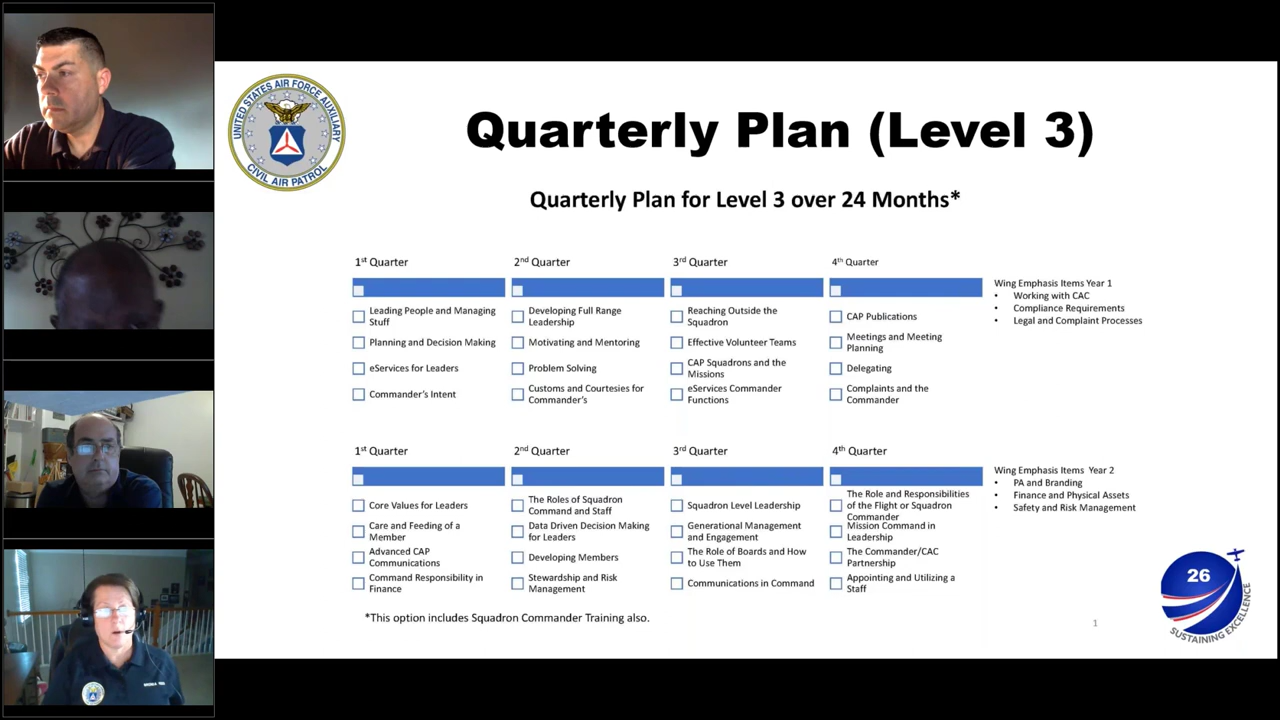 UNITED STATES AIR FORCE AUXILIARY
CIVIL AIR PATROL
Quarterly Plan (Level 3)
Quarterly Plan for Level 3 over 24 Months*
1st Quarter
2nd Quarter
3rd Quarter
4th Quarter
Leading People and Managing
Stuff
Planning and Decision Making
eServices for Leaders
Commander's Intent
Developing Full Range
Leadership
Motivating and Mentoring
Problem Solving
Customs and Courtesies for
Commander's
Reaching Outside the
Squadron
Effective Volunteer Teams
CAP Squadrons and the
Missions
eServices Commander
Functions
CAP Publications
Meetings and Meeting
Planning
Delegating
Complaints and the
Commander
Wing Emphasis Items Year 1
• Working with CAC
• Compliance Requirements
• Legal and Complaint Processes
1st Quarter
2nd Quarter
3rd Quarter
4th Quarter
Core Values for Leaders
Care and Feeding of a
Member
Advanced CAP
Communications
Command Responsibility in
Finance
The Roles of Squadron
Command and Staff
Data Driven Decision Making
for Leaders
Developing Members
Stewardship and Risk
Management
Squadron Level Leadership
Generational Management
and Engagement
The Role of Boards and How
to Use Them
Communications in Command
The Role and Responsibilities
of the Flight or Squadron
Commander
Mission Command in
Leadership
The Commander/CAC
Partnership
Appointing and Utilizing a
Staff
Wing Emphasis Items Year 2
• PA and Branding
• Finance and Physical Assets
• Safety and Risk Management
*This option includes Squadron Commander Training also.
1
26
SUSTAINING EXCELLENCE